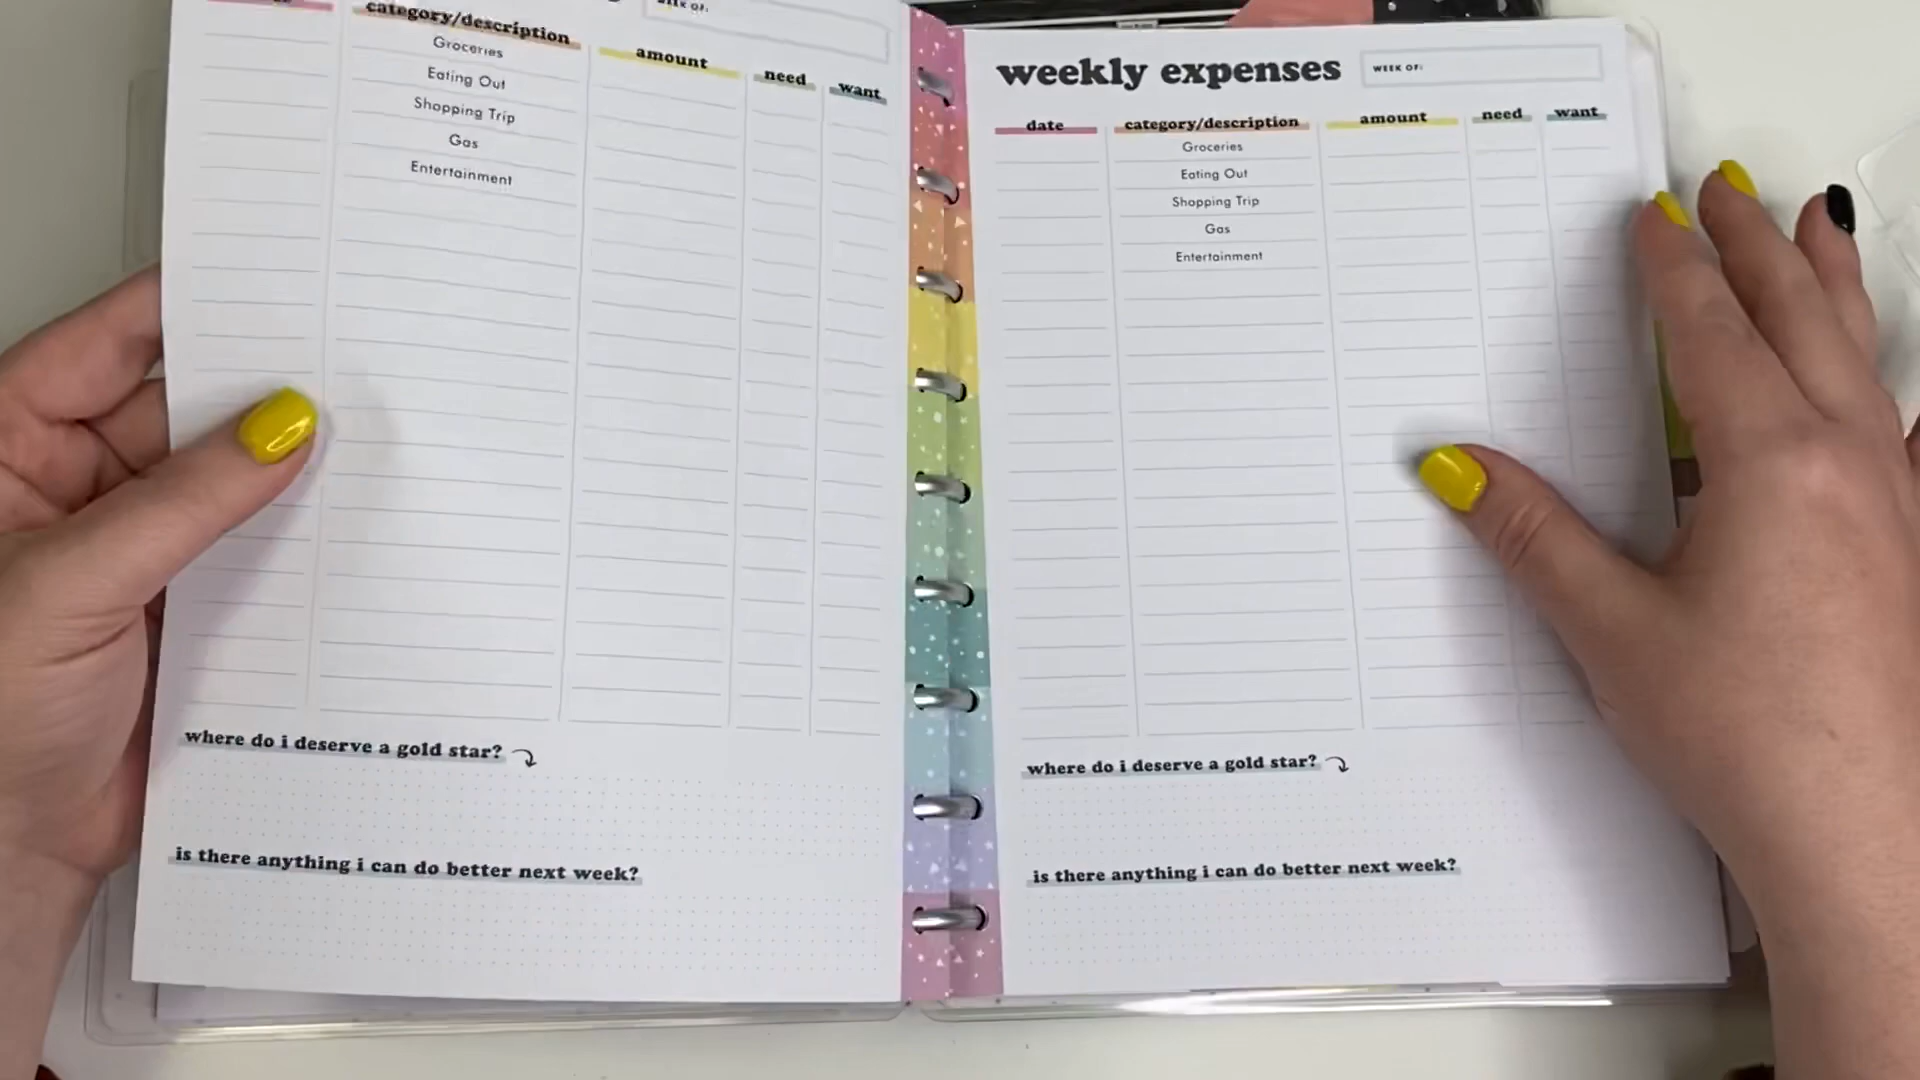 category/description
amount
need
want
Groceries
Eating Out
Shopping Trip
Gas
Entertainment
where do i deserve a gold star?
is there anything i can do better next week?
weekly expenses
WEEK OF:
date
category/description
amount
need
want
Groceries
Eating Out
Shopping Trip
Gas
Entertainment
where do i deserve a gold star?
is there anything i can do better next week?